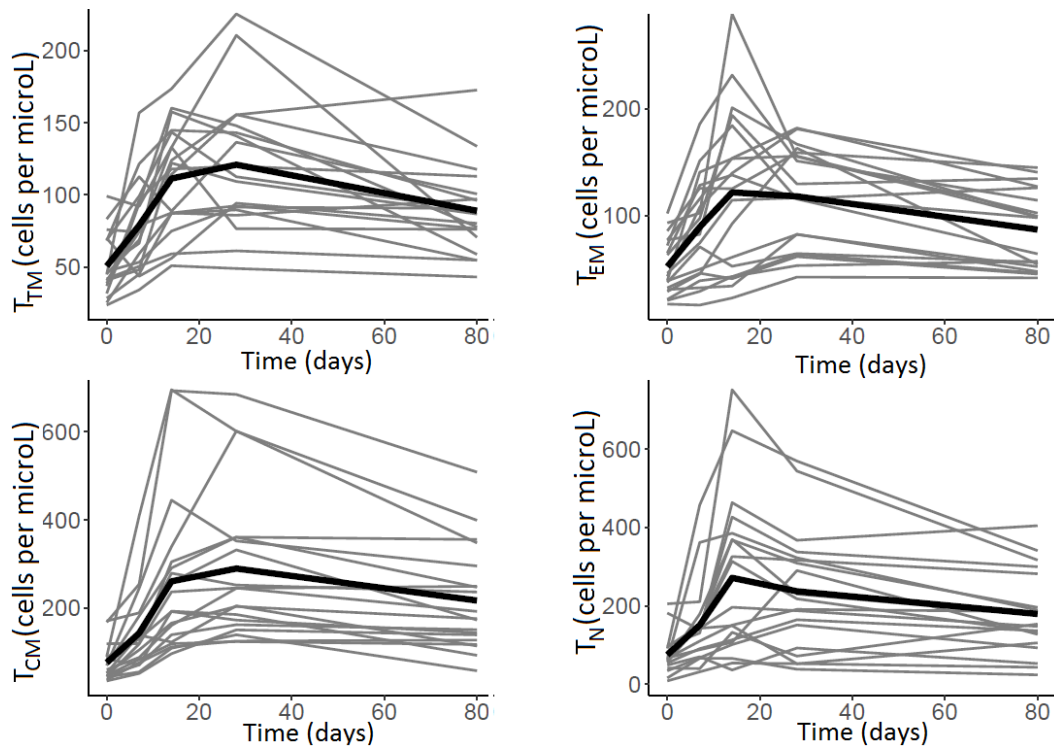 T_TM (cells per microL)
200
150
100
50
0 20 40 60 80
Time (days)
T_EM (cells per microL)
200
100
0 20 40 60 80
Time (days)
T_CM (cells per microL)
600
400
200
0 20 40 60 80
Time (days)
T_N (cells per microL)
600
400
200
0
0 20 40 60 80
Time (days)